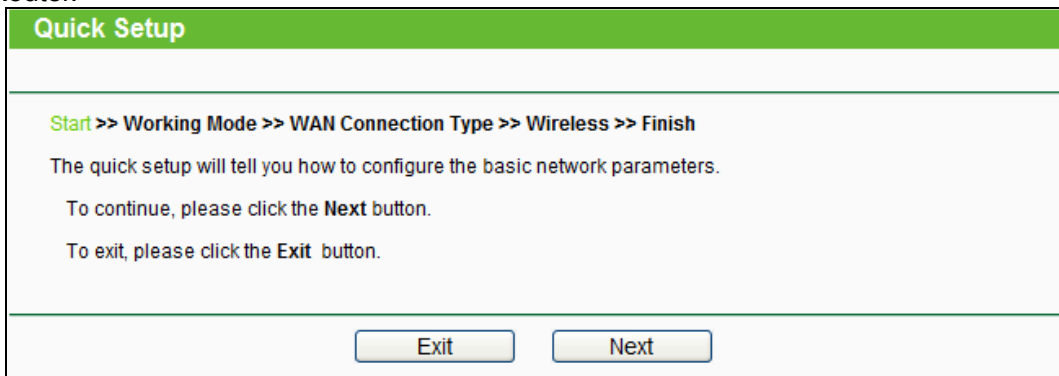 Quick Setup
Start >> Working Mode >> WAN Connection Type >> Wireless >> Finish
The quick setup will tell you how to configure the basic network parameters.
To continue, please click the Next button.
To exit, please click the Exit button.
Exit Next